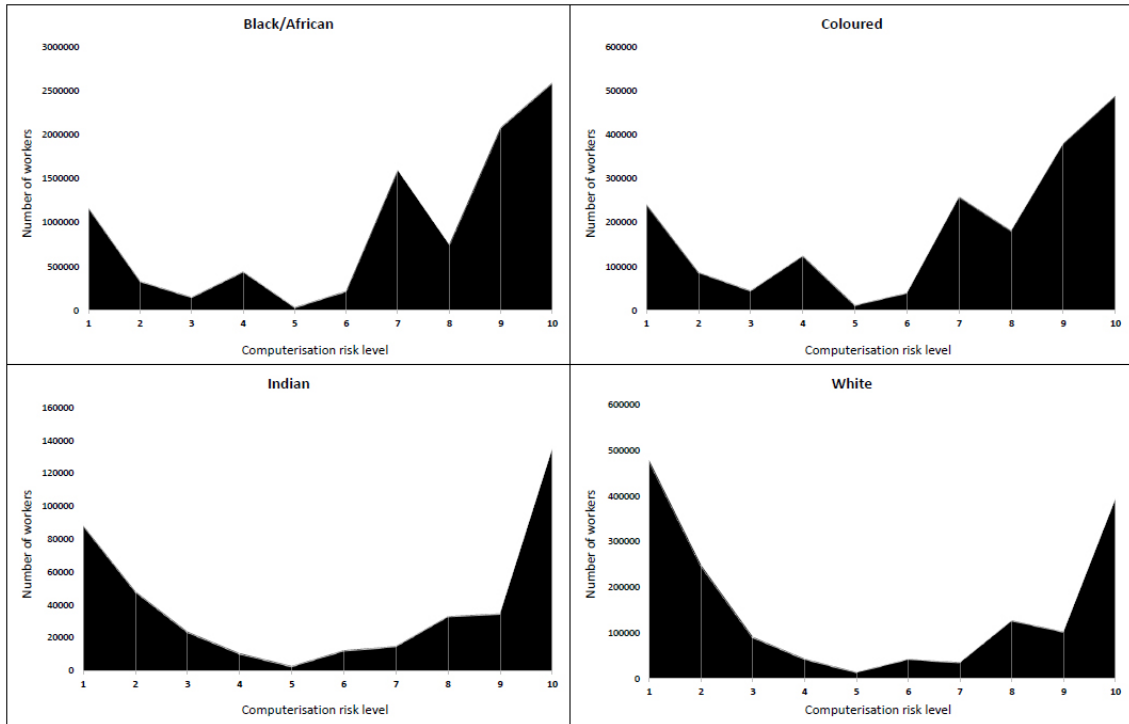 Black/African
3000000
2500000
2000000
1500000
1000000
500000
0
Number of workers
1 2 3 4 5 6 7 8 9 10
Computerisation risk level
Coloured
600000
500000
400000
300000
200000
100000
0
Number of workers
1 2 3 4 5 6 7 8 9 10
Computerisation risk level
Indian
160000
140000
120000
100000
80000
60000
40000
20000
0
Number of workers
1 2 3 4 5 6 7 8 9 10
Computerisation risk level
White
600000
500000
400000
300000
200000
100000
0
Number of workers
1 2 3 4 5 6 7 8 9 10
Computerisation risk level